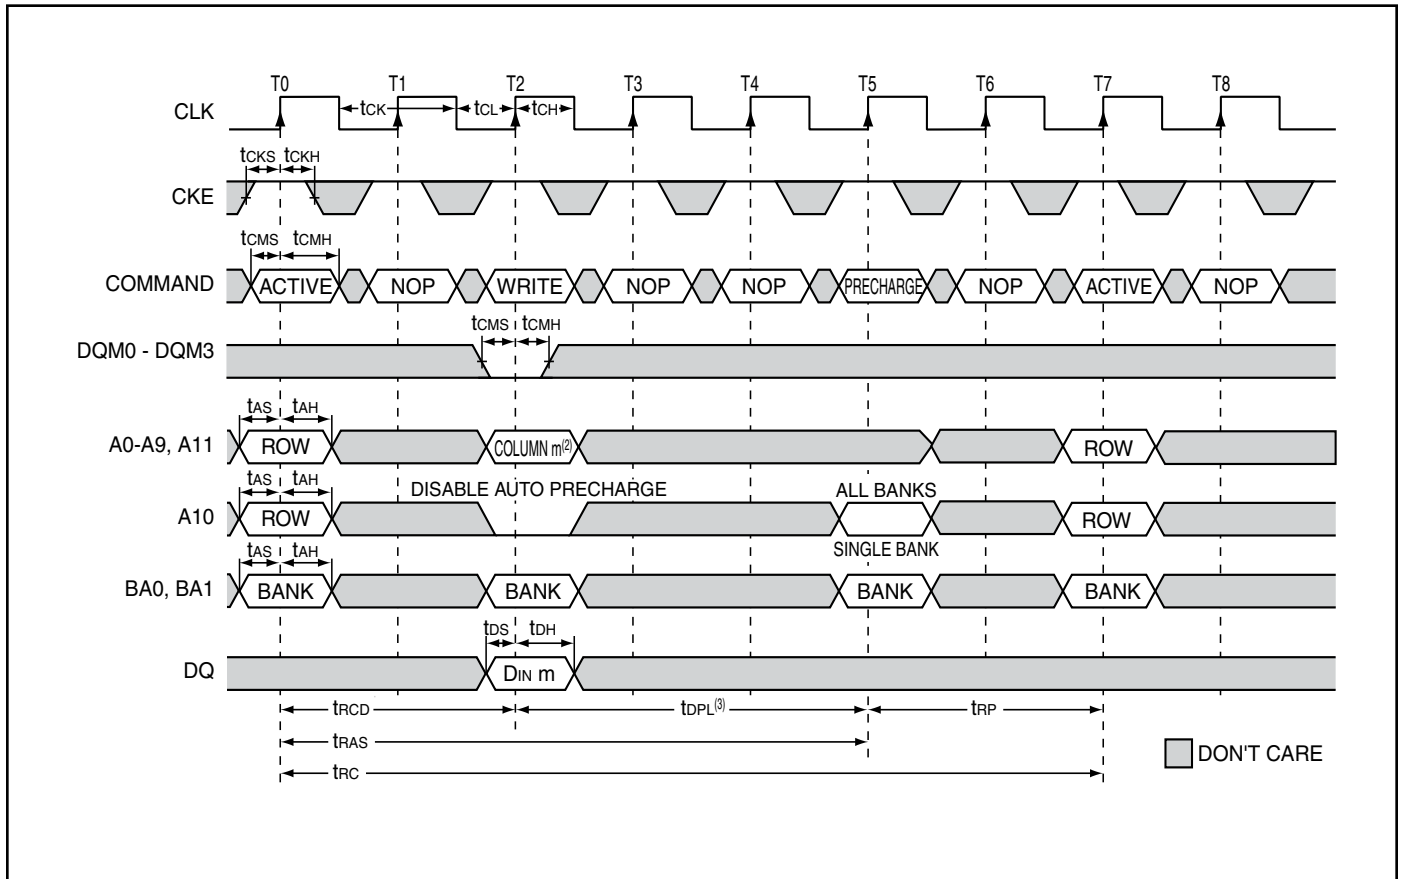 T0 T1 T2 T3 T4 T5 T6 T7 T8
CLK tCK tCL tCH
tCKS tCKH
CKE
tCMS tCMH
COMMAND ACTIVE NOP WRITE NOP NOP PRECHARGE NOP ACTIVE NOP
tCMS tCMH
DQM0 - DQM3
tAS tAH
A0-A9, A11 ROW COLUMN m(2) ROW
tAS tAH DISABLE AUTO PRECHARGE ALL BANKS
A10 ROW ROW
tAS tAH SINGLE BANK
BA0, BA1 BANK BANK BANK BANK
tDS tDH
DQ DIN m
tRCD tDPL(3) tRP
tRAS
DON'T CARE
tRC